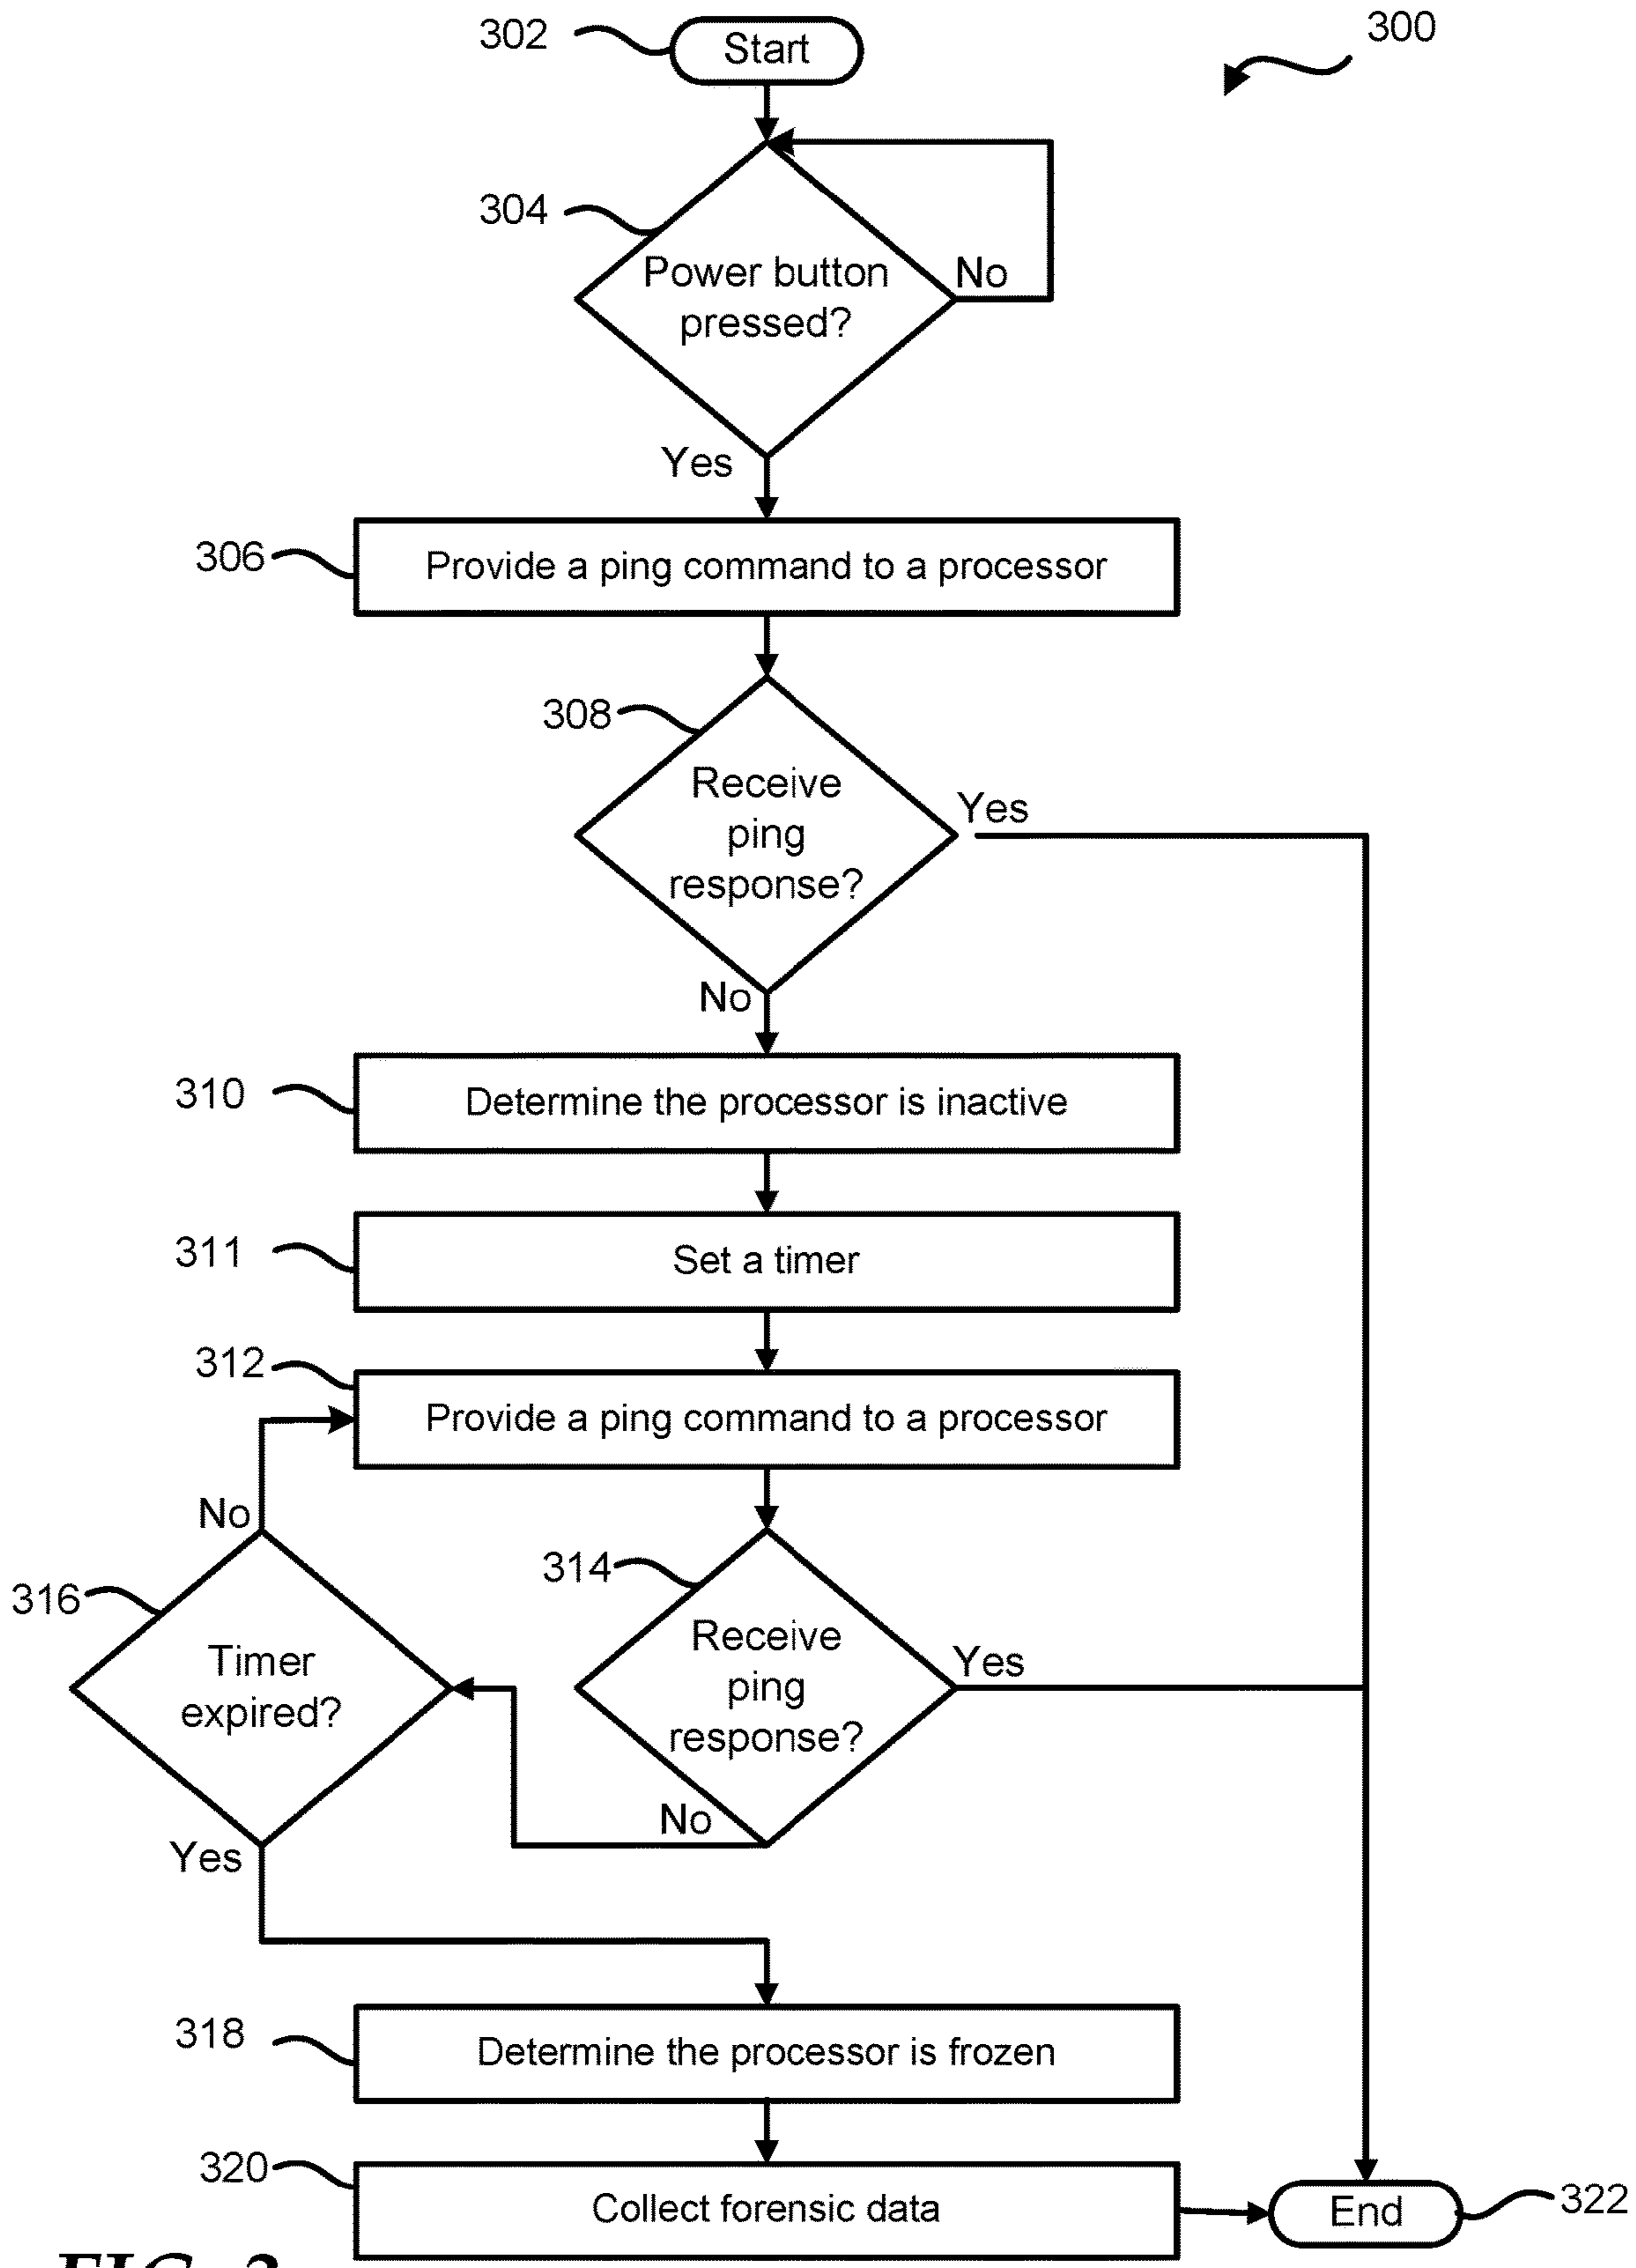 300
302
Start
304
Power button
pressed?
No
Yes
306
Provide a ping command to a processor
308
Receive
ping
response?
Yes
No
310
Determine the processor is inactive
311
Set a timer
312
Provide a ping command to a processor
No
314
316
Receive
ping
response?
Yes
Timer
expired?
No
Yes
318
Determine the processor is frozen
320
Collect forensic data
End
322